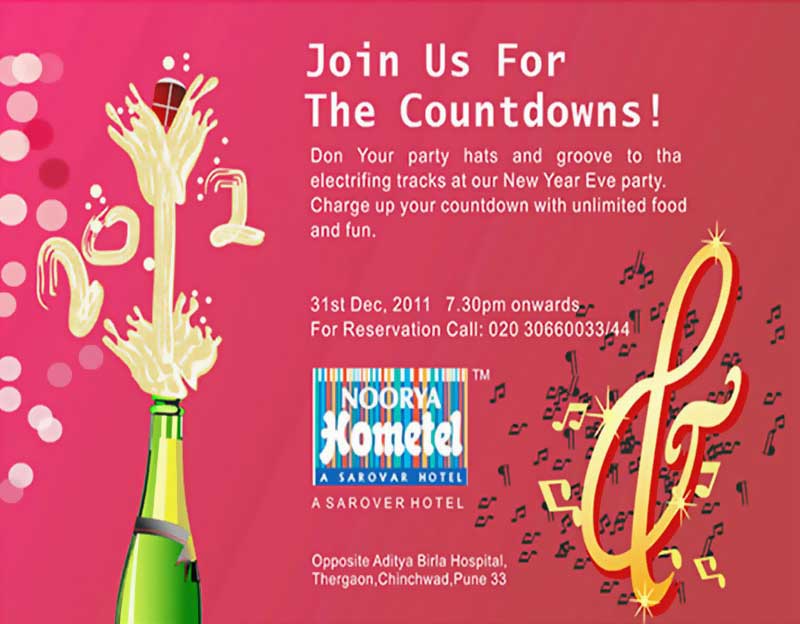 Join Us For
The Countdowns!
Don Your party hats and groove to tha
electrifing tracks at our New Year Eve party.
Charge up your countdown with unlimited food
and fun.
2012
31st Dec, 2011 7.30pm onwards
For Reservation Call: 020 30660033/44
NOORYA TM
Hometel
A SAROVAR HOTEL
A SAROVER HOTEL
&
Opposite Aditya Birla Hospital,
Thergaon,Chinchwad,Pune 33